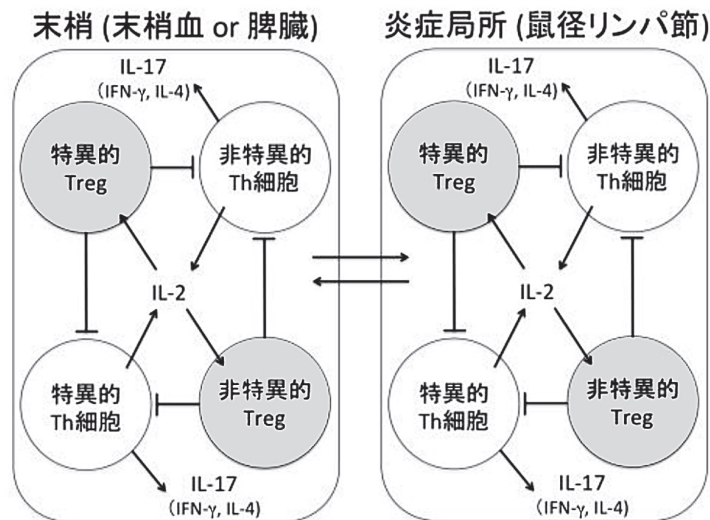 末梢 (末梢血 or 脾臓)
IL-17
(IFN-γ, IL-4)
特異的
Treg
非特異的
Th細胞
IL-2
特異的
Th細胞
非特異的
Treg
IL-17
(IFN-γ, IL-4)
炎症局所 (鼠径リンパ節)
IL-17
(IFN-γ, IL-4)
特異的
Treg
非特異的
Th細胞
IL-2
特異的
Th細胞
非特異的
Treg
IL-17
(IFN-γ, IL-4)